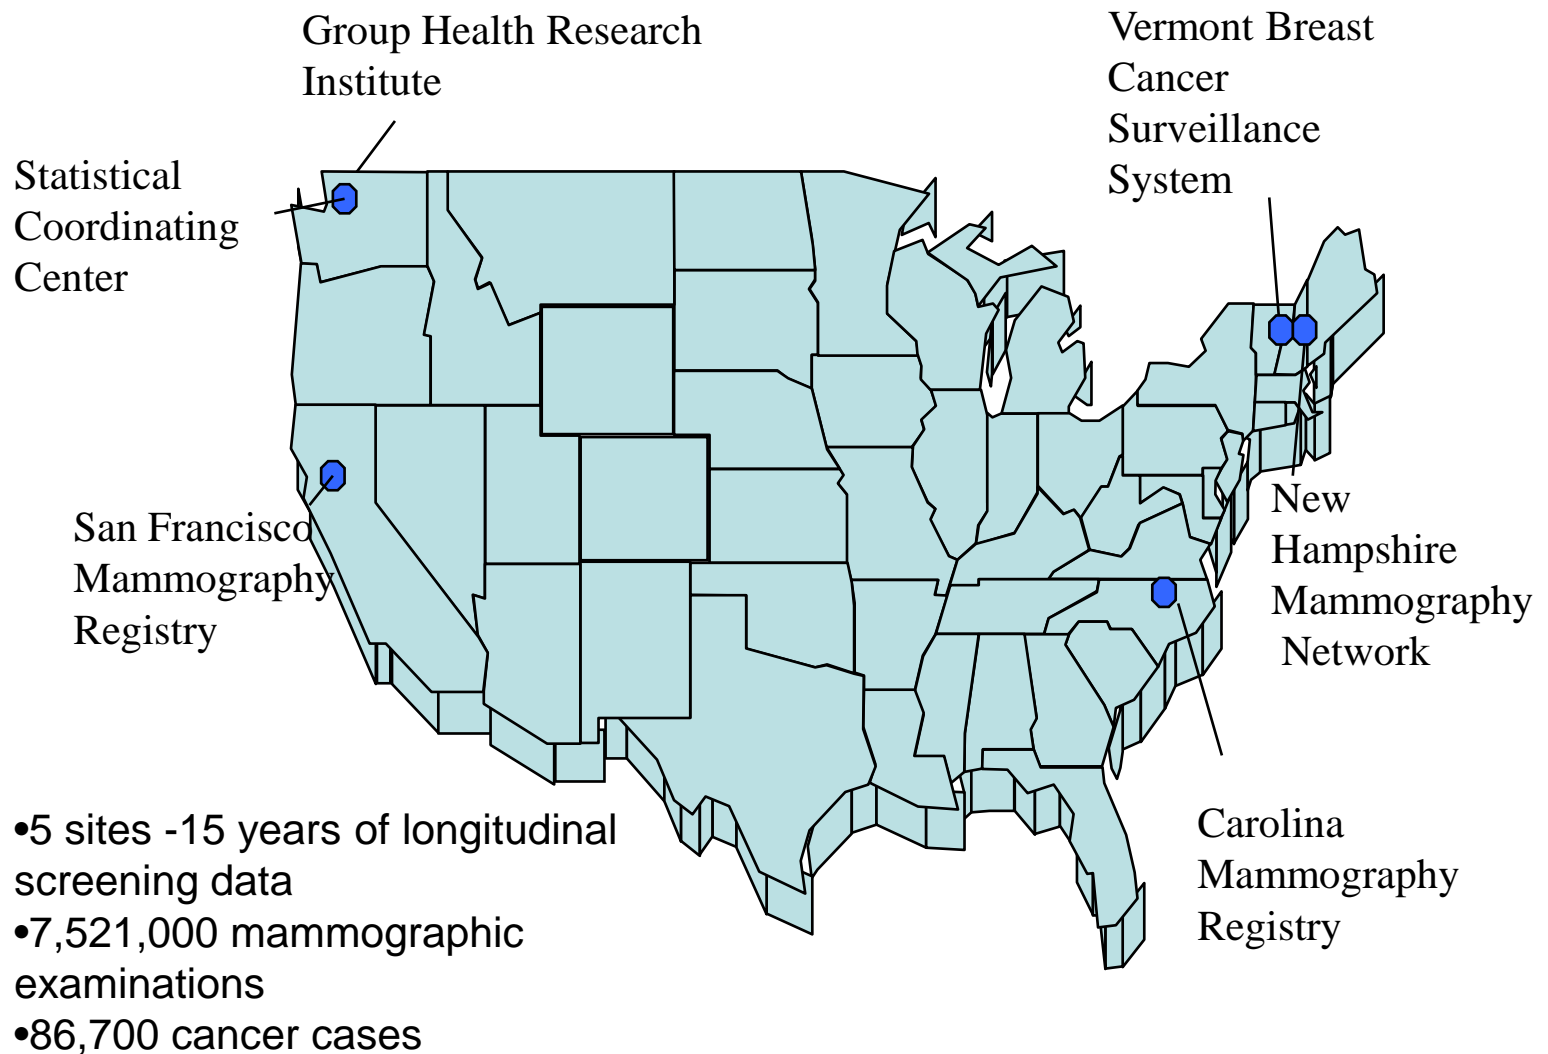 Group Health Research
Institute
Vermont Breast
Cancer
Surveillance
System
Statistical
Coordinating
Center
San Francisco
Mammography
Registry
New
Hampshire
Mammography
Network
Carolina
Mammography
Registry
•5 sites -15 years of longitudinal
screening data
•7,521,000 mammographic
examinations
•86,700 cancer cases